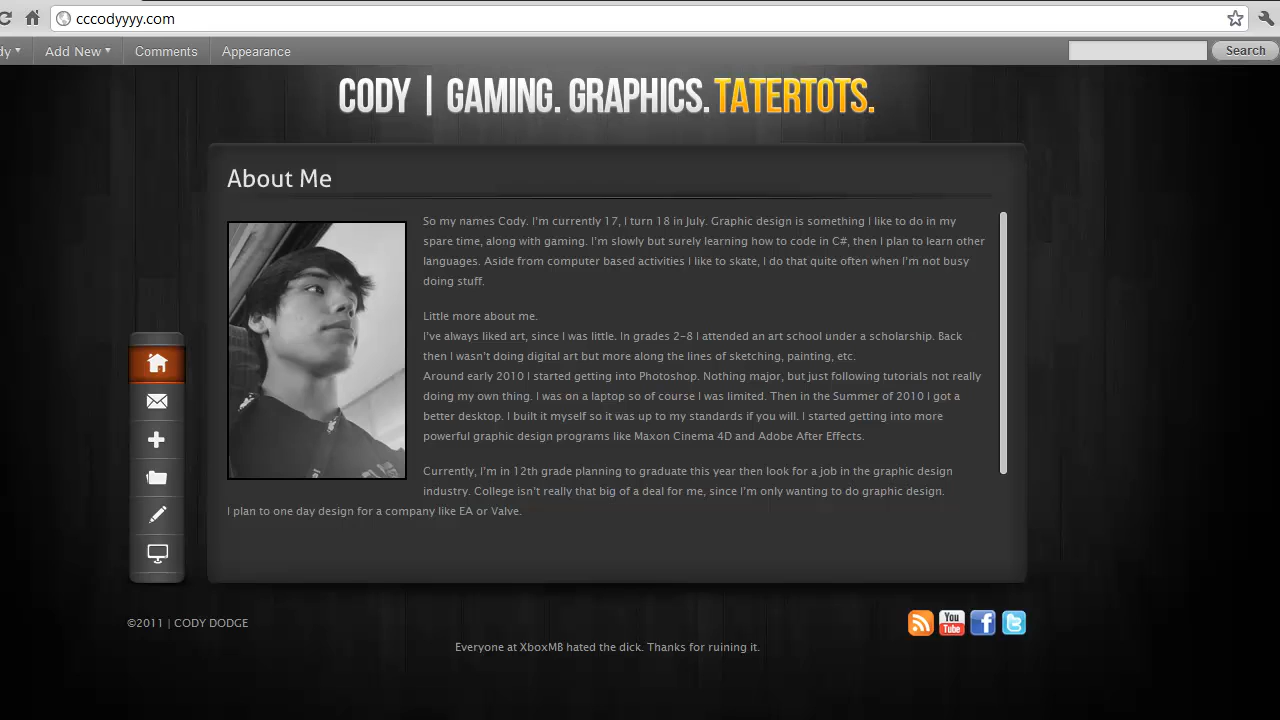 cccodyyyy.com
dy Add New Comments Appearance Search
CODY | GAMING. GRAPHICS. TATERTOTS.
About Me
So my names Cody. I'm currently 17, I turn 18 in July. Graphic design is something I like to do in my
spare time, along with gaming. I'm slowly but surely learning how to code in C#, then I plan to learn other
languages. Aside from computer based activities I like to skate, I do that quite often when I'm not busy
doing stuff.
Little more about me.
I've always liked art, since I was little. In grades 2-8 I attended an art school under a scholarship. Back
then I wasn't doing digital art but more along the lines of sketching, painting, etc.
Around early 2010 I started getting into Photoshop. Nothing major, but just following tutorials not really
doing my own thing. I was on a laptop so of course I was limited. Then in the Summer of 2010 I got a
better desktop. I built it myself so it was up to my standards if you will. I started getting into more
powerful graphic design programs like Maxon Cinema 4D and Adobe After Effects.
Currently, I'm in 12th grade planning to graduate this year then look for a job in the graphic design
industry. College isn't really that big of a deal for me, since I'm only wanting to do graphic design.
I plan to one day design for a company like EA or Valve.
©2011 | CODY DODGE
You Tube
Everyone at XboxMB hated the dick. Thanks for ruining it.